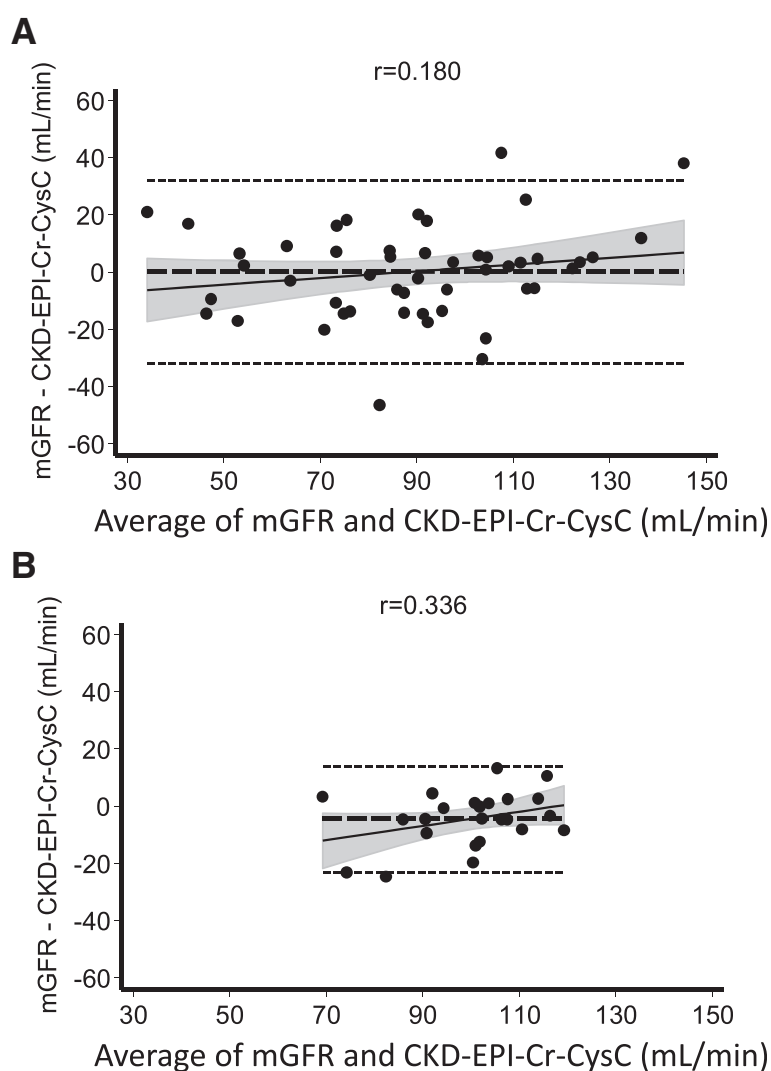 A
r=0.180
mGFR - CKD-EPI-Cr-CysC (mL/min)
60
40
20
0
-20
-40
-60
30 50 70 90 110 130 150
Average of mGFR and CKD-EPI-Cr-CysC (mL/min)
B
r=0.336
mGFR - CKD-EPI-Cr-CysC (mL/min)
60
40
20
0
-20
-40
-60
30 50 70 90 110 130 150
Average of mGFR and CKD-EPI-Cr-CysC (mL/min)